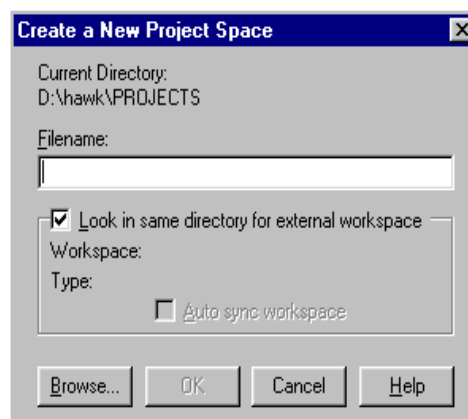 Create a New Project Space
Current Directory:
D:\hawk\PROJECTS
Filename:
Look in same directory for external workspace
Workspace:
Type:
Auto sync workspace
Browse... OK Cancel Help